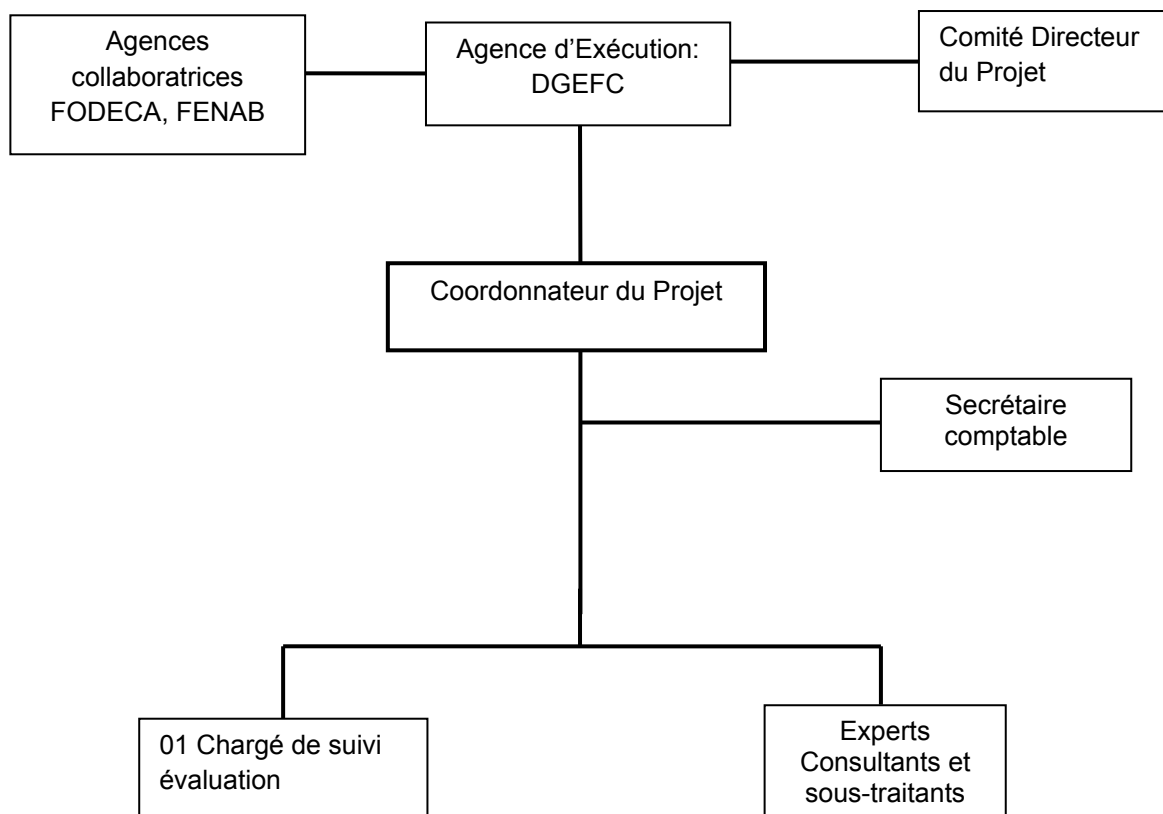 Agences
collaboratrices
FODECA, FENAB
Agence d’Exécution:
DGEFC
Comité Directeur
du Projet
Coordonnateur du Projet
Secrétaire
comptable
01 Chargé de suivi
évaluation
Experts
Consultants et
sous-traitants